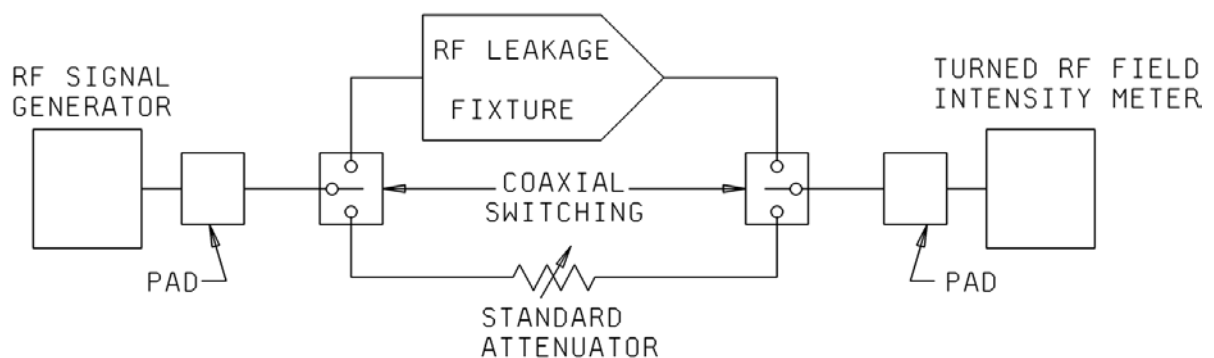 RF LEAKAGE
FIXTURE
RF SIGNAL
GENERATOR
TURNED RF FIELD
INTENSITY METER
COAXIAL
SWITCHING
PAD
PAD
STANDARD
ATTENUATOR